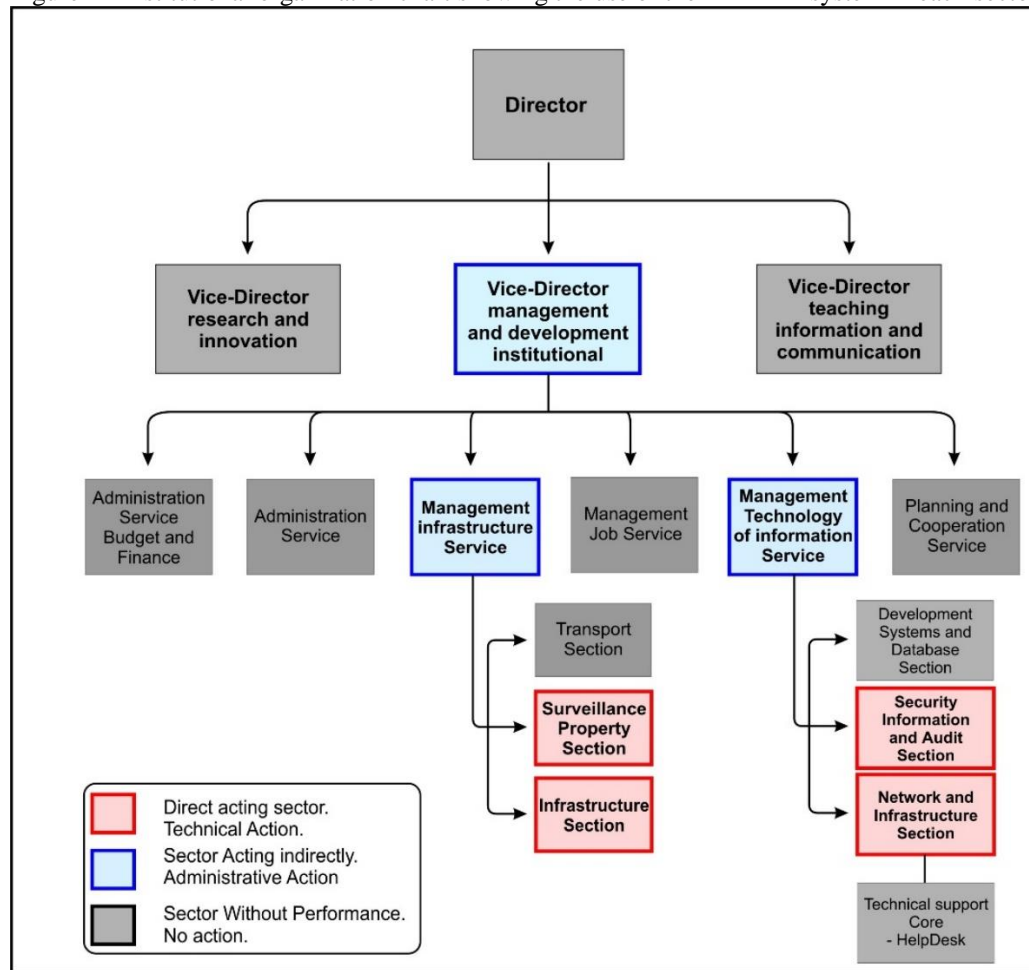 Director
Vice-Director
research and
innovation
Vice-Director
management
and development
institutional
Vice-Director
teaching
information and
communication
Administration
Service
Budget and
Finance
Administration
Service
Management
infrastructure
Service
Management
Job Service
Management
Technology
of information
Service
Planning and
Cooperation
Service
Transport
Section
Surveillance
Property
Section
Infrastructure
Section
Development
Systems and
Database
Section
Security
Information
and Audit
Section
Network and
Infrastructure
Section
Technical support
Core
- HelpDesk
Direct acting sector.
Technical Action.
Sector Acting indirectly.
Administrative Action
Sector Without Performance.
No action.